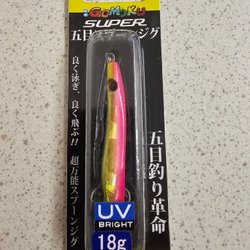 GoMoKu
SUPER
五目スプーンジグ
良く泳ぎ、良く飛ぶ!!
超万能スプーンジグ
五目釣り革命
UV
BRIGHT
18g